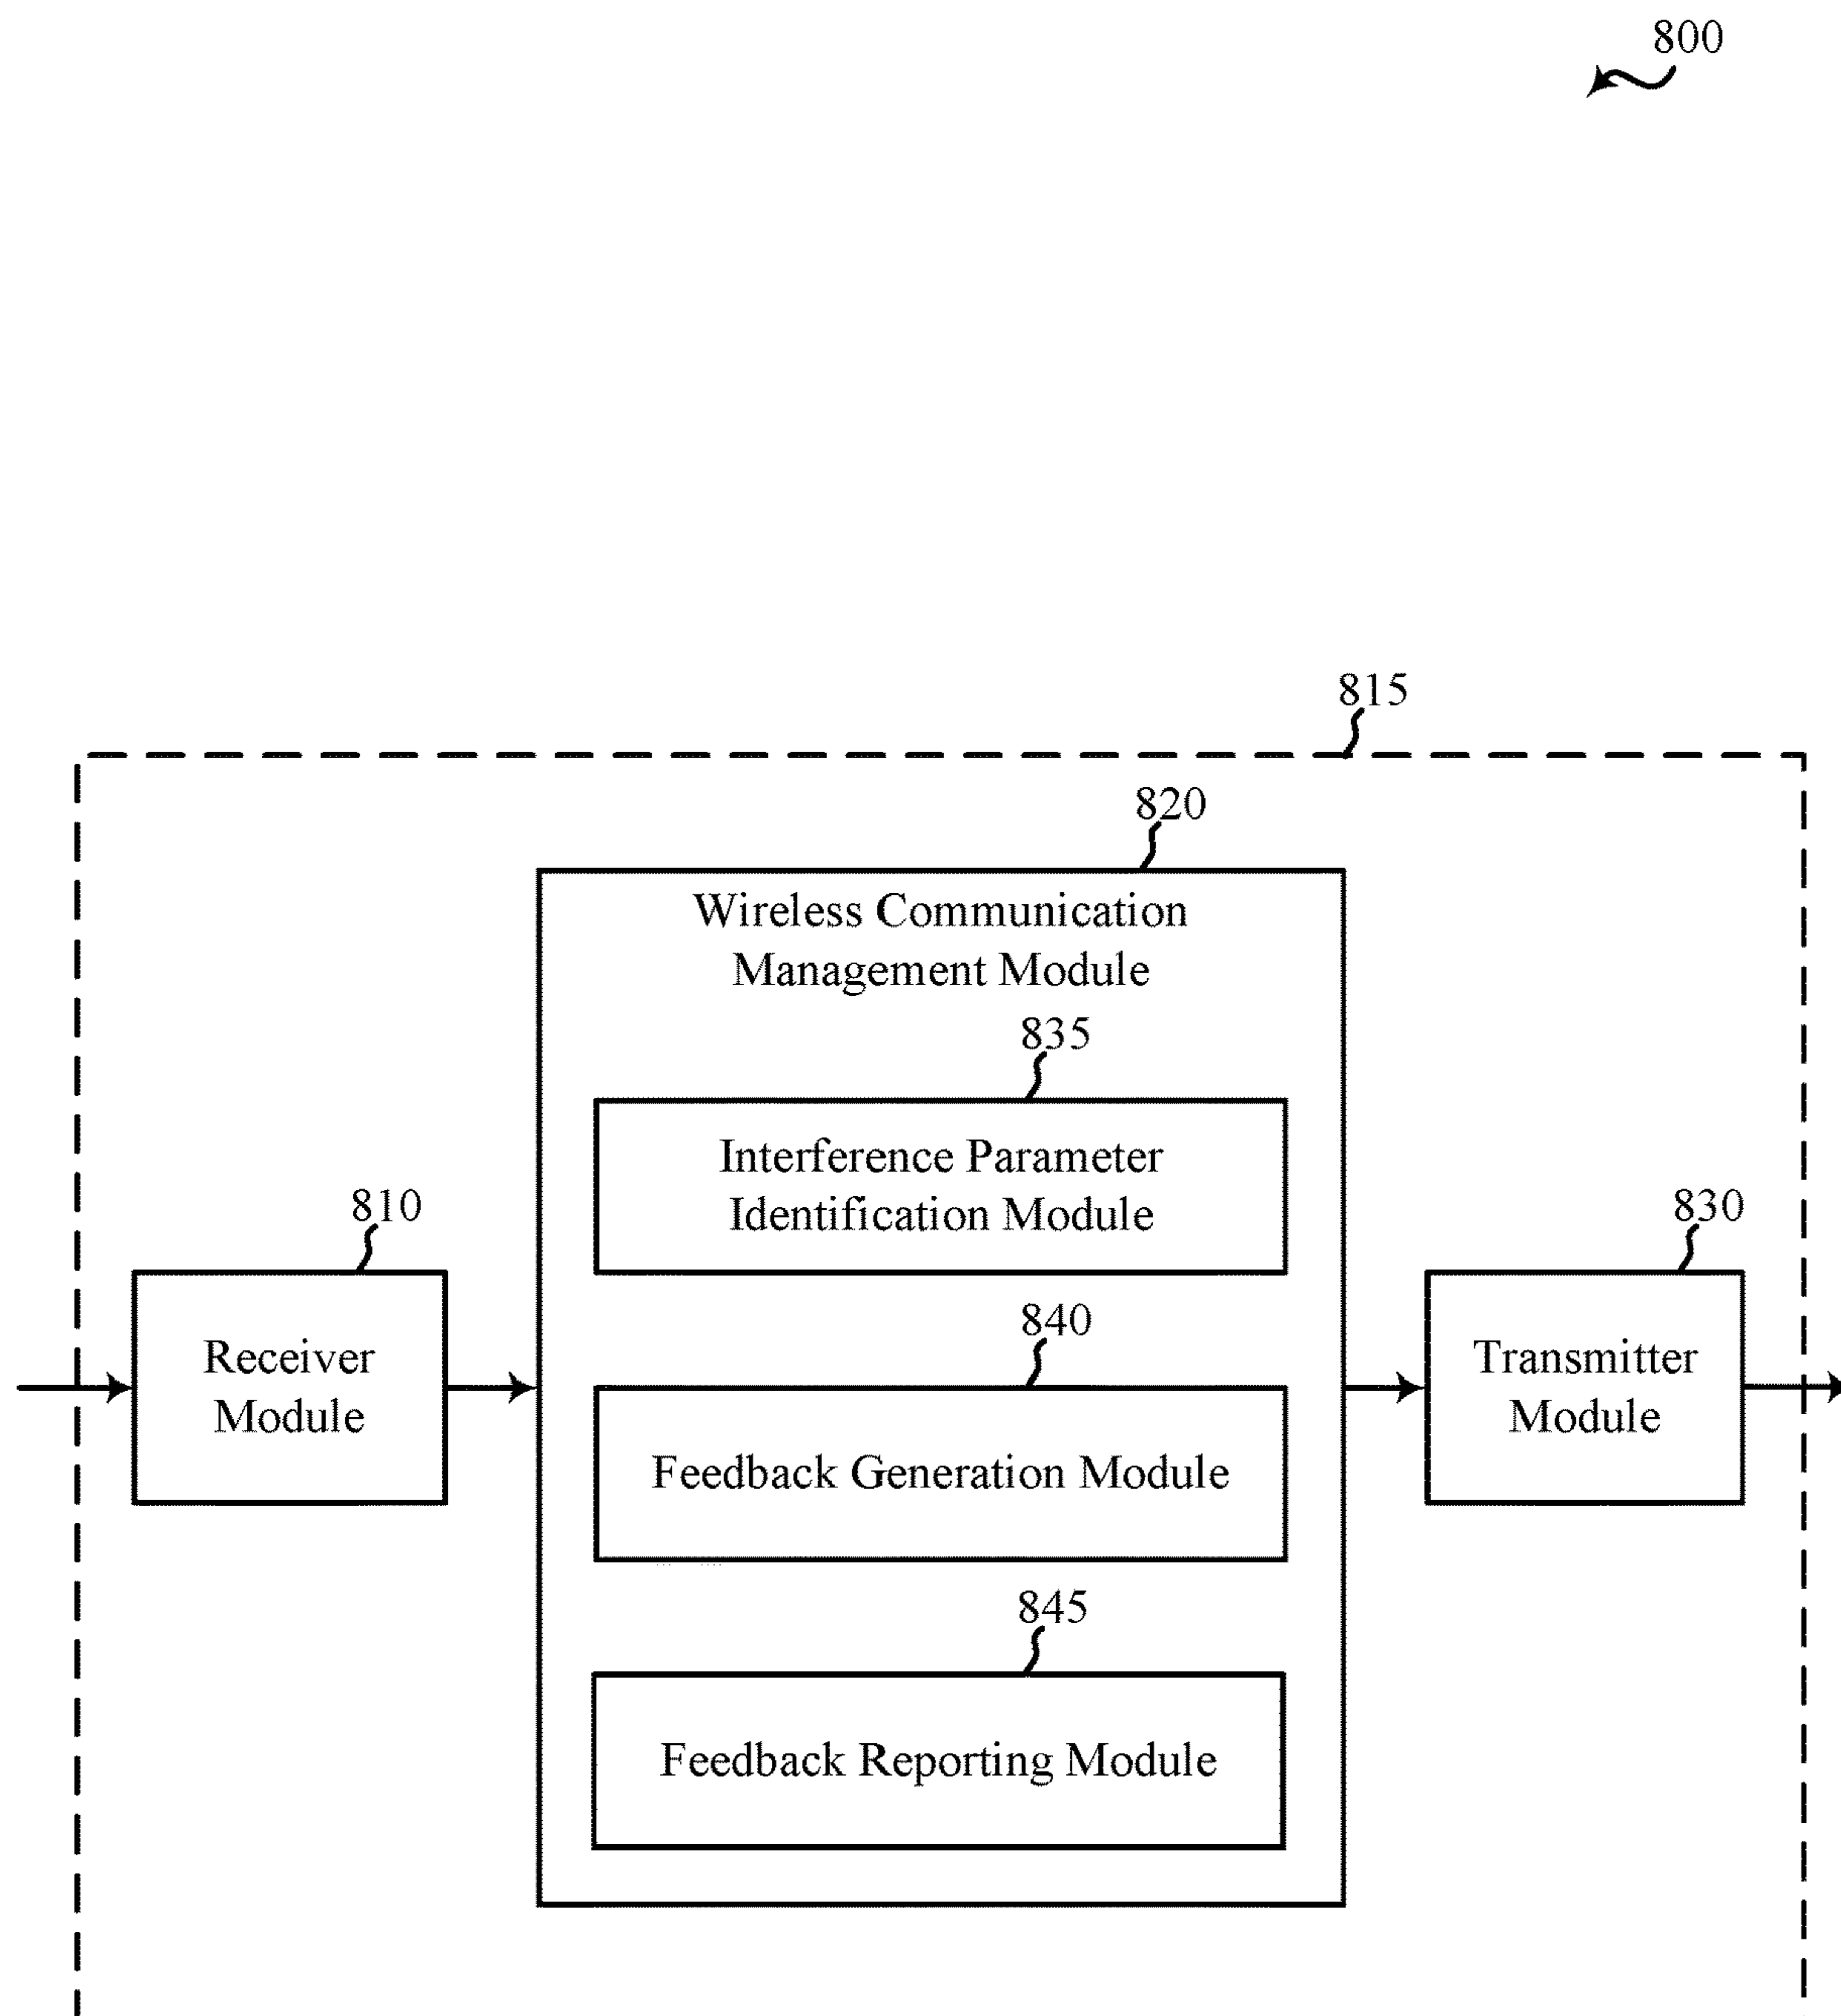 800
815
820
Wireless Communication
Management Module
835
Interference Parameter
Identification Module
810
830
Receiver
Module
840
Feedback Generation Module
Transmitter
Module
845
Feedback Reporting Module